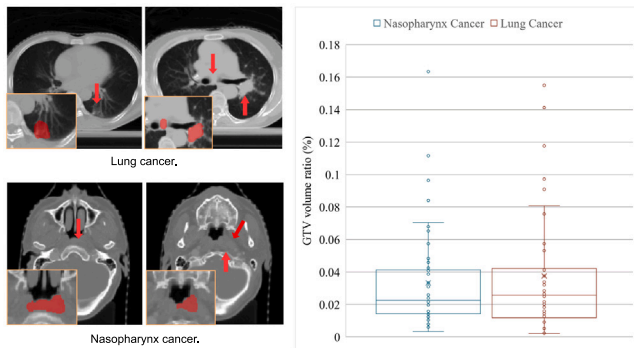 Lung cancer.
Nasopharynx cancer.
Nasopharynx Cancer Lung Cancer
GTV volume ratio (%)
0.18
0.16
0.14
0.12
0.1
0.08
0.06
0.04
0.02
0